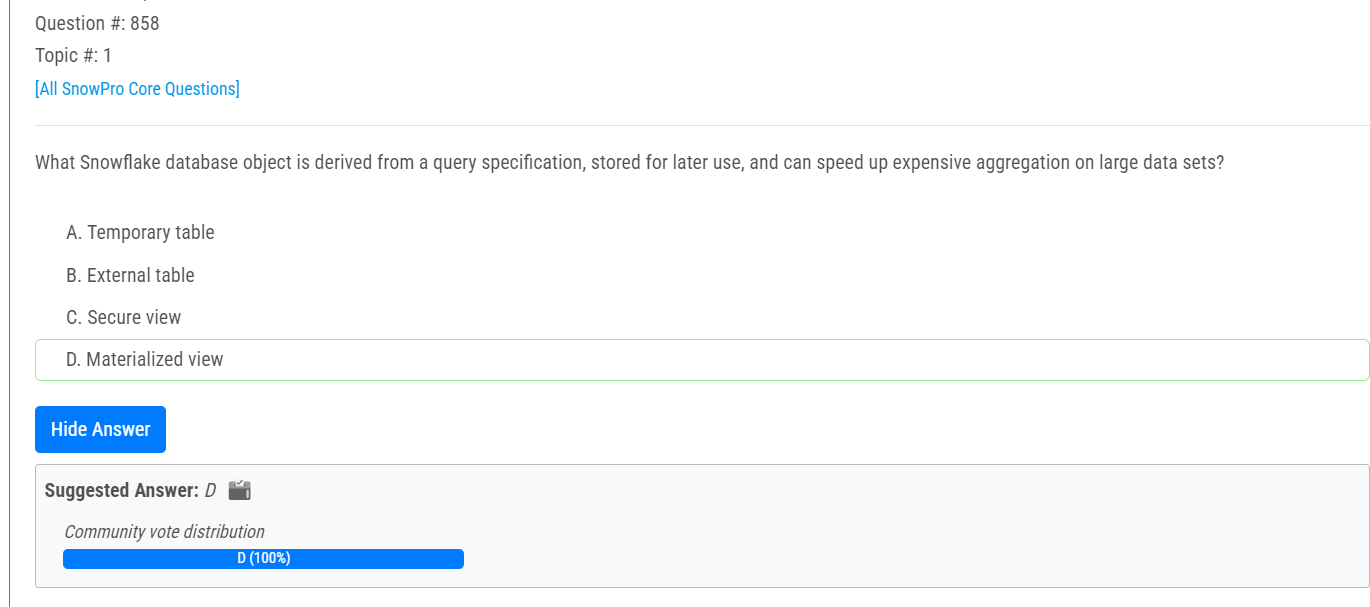 Question #: 858
Topic #: 1
[All SnowPro Core Questions]
What Snowflake database object is derived from a query specification, stored for later use, and can speed up expensive aggregation on large data sets?
A. Temporary table
B. External table
C. Secure view
D. Materialized view
Hide Answer
Suggested Answer: D
Community vote distribution
D (100%)